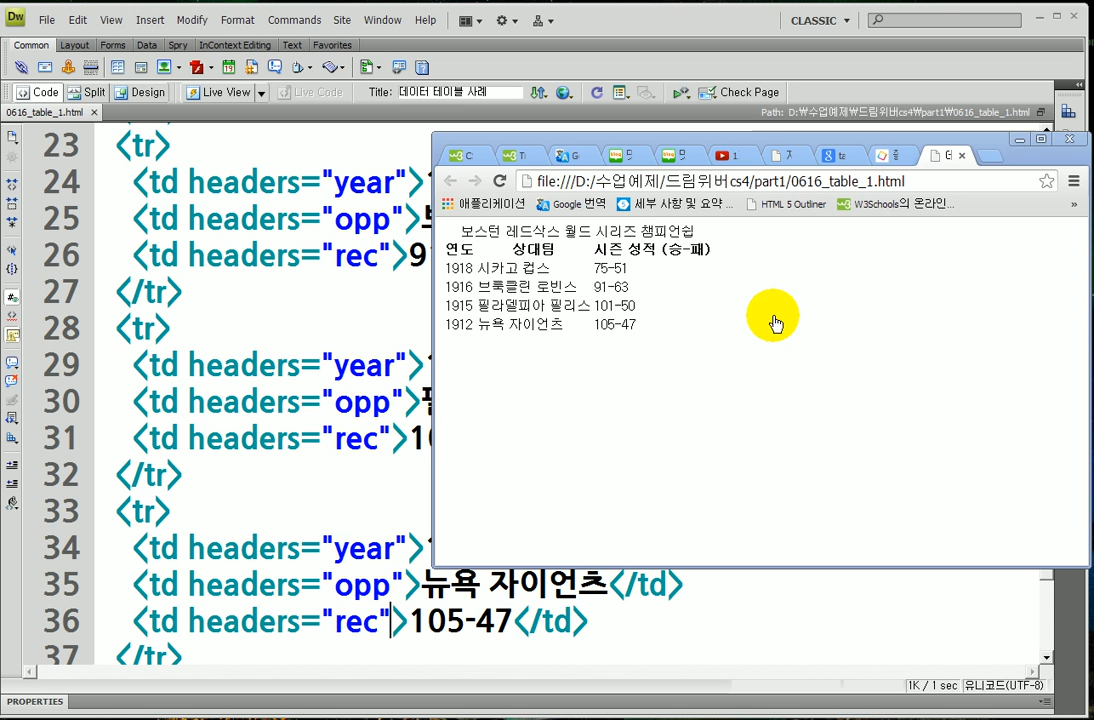 Dw File Edit View Insert Modify Format Commands Site Window Help CLASSIC
Common Layout Forms Data Spry InContext Editing Text Favorites
Code Split Design Live View Live Code Title: 데이터 테이블 사례 Check Page
0616_table_1.html Path: D:₩수업예제₩드림위버cs4₩part1₩0616_table_1.html
23 <tr>
24 <td headers="year">
25 <td headers="opp">
26 <td headers="rec">9
27 </tr>
28 <tr>
29 <td headers="year">
30 <td headers="opp">
31 <td headers="rec">10
32 </tr>
33 <tr>
34 <td headers="year">
35 <td headers="opp">뉴욕 자이언츠</td>
36 <td headers="rec">105-47</td>
37 </tr>
file:///D:/수업예제/드림위버cs4/part1/0616_table_1.html
애플리케이션 Google 번역 세부 사항 및 요약... HTML 5 Outliner W3Schools의 온라인... »
보스턴 레드삭스 월드 시리즈 챔피언쉽
연도 상대팀 시즌 성적 (승-패)
1918 시카고 컵스 75-51
1916 브룩클린 로빈스 91-63
1915 필라델피아 필리스 101-50
1912 뉴욕 자이언츠 105-47
1K / 1 sec 유니코드(UTF-8)
PROPERTIES